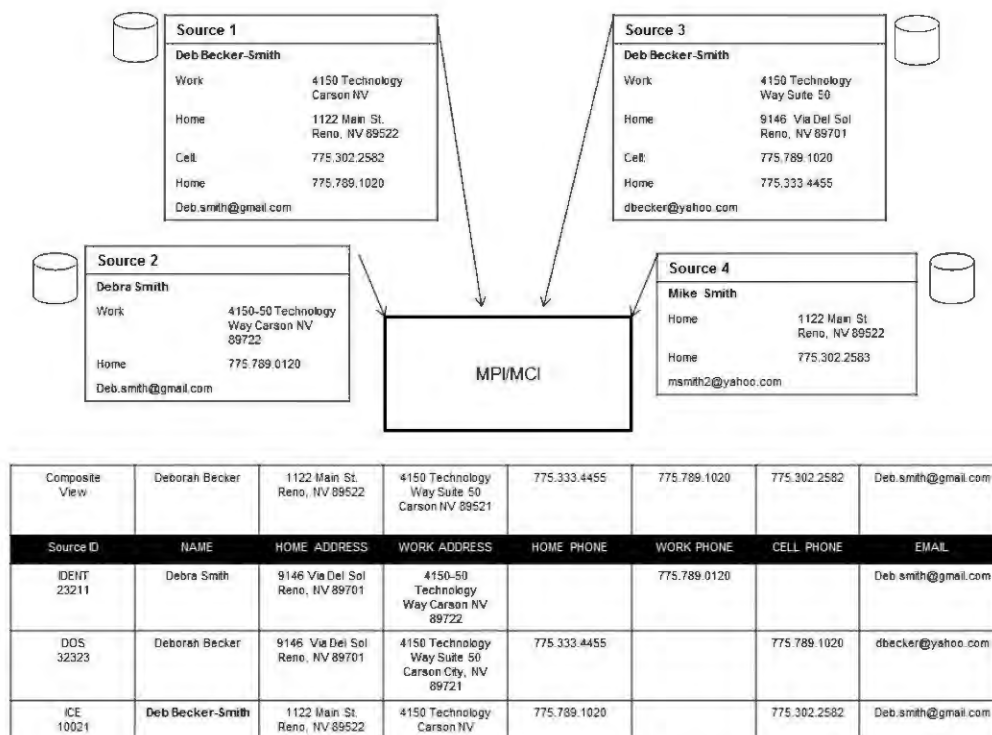 Source 1
Deb Becker-Smith
Work 4150 Technology
Carson NV
Home 1122 Main St.
Reno, NV 89522
Cell: 775.302.2582
Home 775.789.1020
Deb.smith@gmail.com
Source 3
Deb Becker-Smith
Work 4150 Technology
Way Suite 50
Home 9146 Via Del Sol
Reno, NV 89701
Cell: 775.789.1020
Home 775.333.4455
dbecker@yahoo.com
Source 2
Debra Smith
Work 4150-50 Technology
Way Carson NV
89722
Home 775.789.0120
Deb.smith@gmail.com
Source 4
Mike Smith
Home 1122 Main St
Reno, NV 89522
Home 775.302.2583
msmith2@yahoo.com
MPI/MCI
Composite Deborah Becker 1122 Main St. 4150 Technology 775.333.4455 775.789.1020 775.302.2582 Deb.smith@gmail.com
View Reno, NV 89522 Way Suite 50
Carson NV 89521
Source ID NAME HOME ADDRESS WORK ADDRESS HOME PHONE WORK PHONE CELL PHONE EMAIL
IDENT Debra Smith 9146 Via Del Sol 4150-50 775.789.0120 Deb.smith@gmail.com
23211 Reno, NV 89701 Technology
Way Carson NV
89722
DOS Deborah Becker 9146 Via Del Sol 4150 Technology 775.333.4455 775.789.1020 dbecker@yahoo.com
32323 Reno, NV 89701 Way Suite 50
Carson City, NV
89721
ICE Deb Becker-Smith 1122 Main St. 4150 Technology 775.789.1020 775.302.2582 Deb.smith@gmail.com
10021 Reno, NV 89522 Carson NV